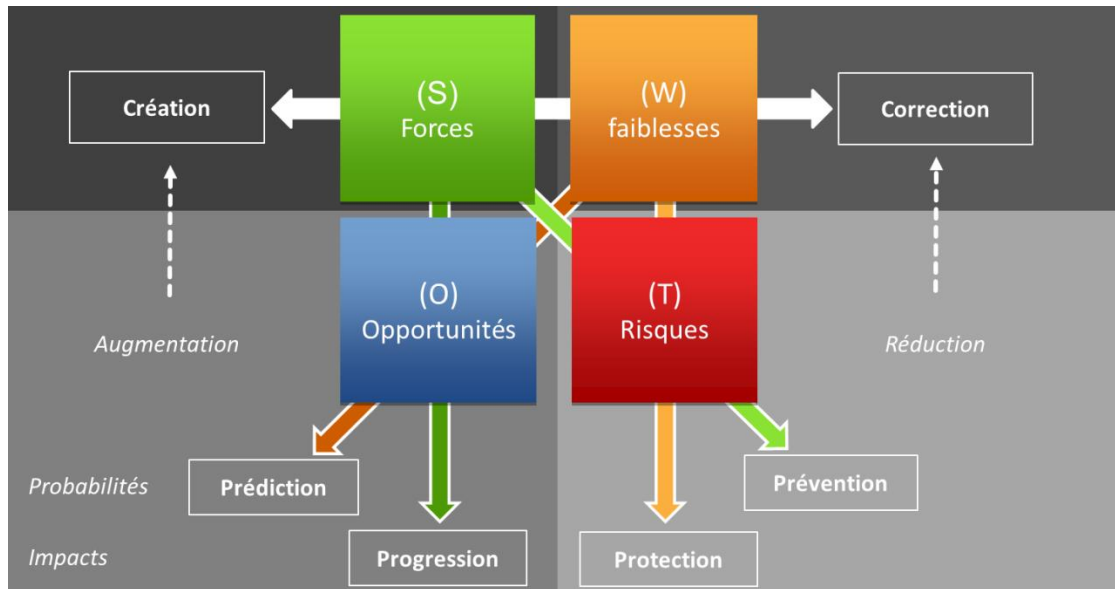 (S)
Forces
(W)
faiblesses
Création
Correction
(O)
Opportunités
(T)
Risques
Augmentation
Réduction
Probabilités
Prédiction
Prévention
Impacts
Progression
Protection